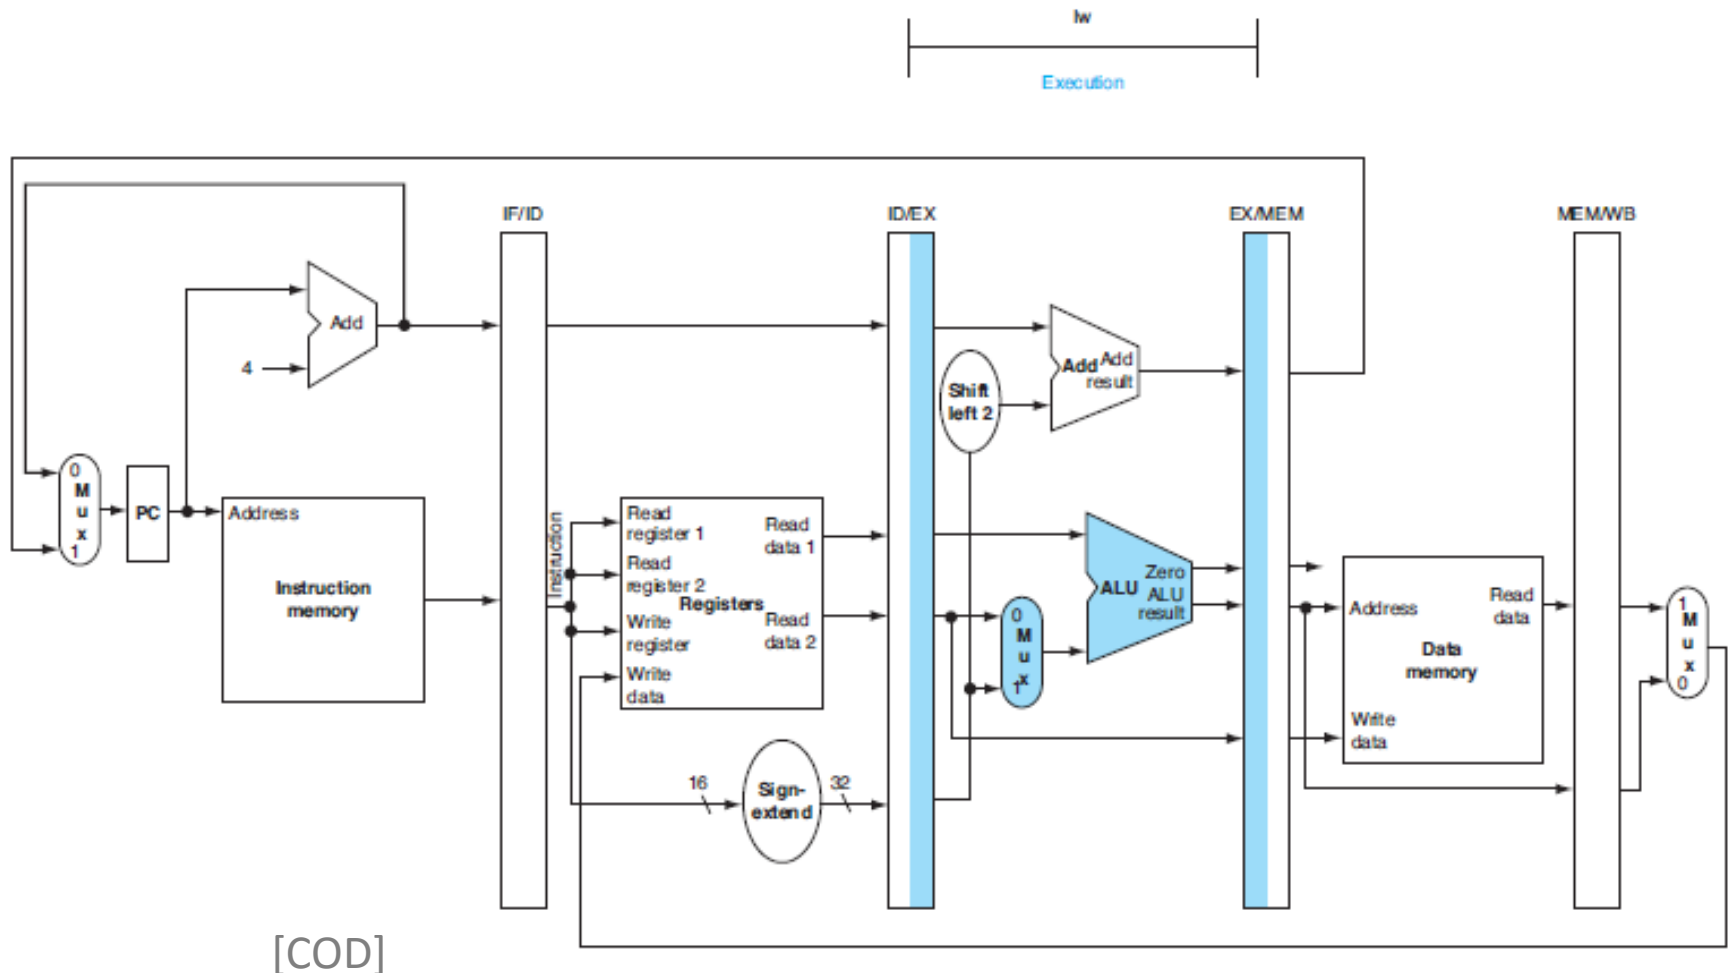 lw
Execution
IF/ID
ID/EX
EX/MEM
MEM/WB
Add
4
Add Add
result
Shift
left 2
0
M
u
x
1
PC
Address
Instruction
memory
Instruction
Read
register 1
Read
register 2
Registers
Write
register
Write
data
Read
data 1
Read
data 2
16
Sign-
extend
32
0
M
u
x
1
ALU
Zero
ALU
result
Address
Read
data
Data
memory
Write
data
1
M
u
x
0
[COD]